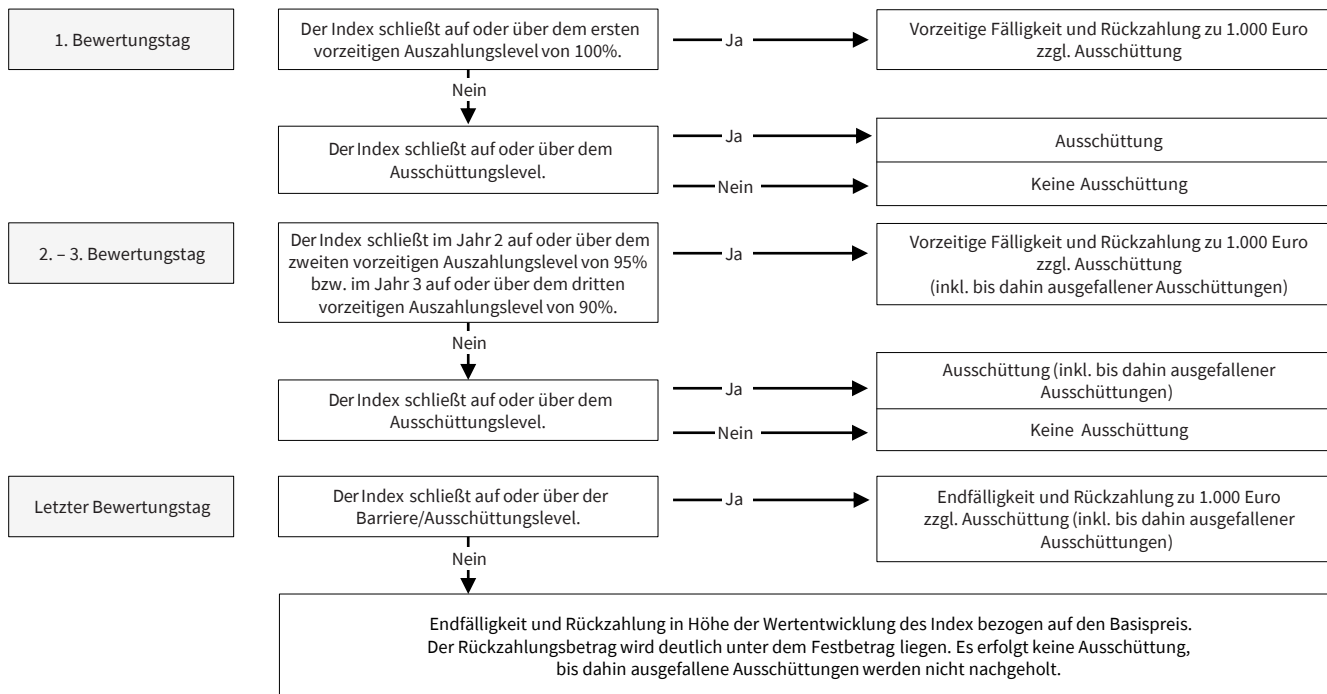 1. Bewertungstag
Der Index schließt auf oder über dem ersten
vorzeitigen Auszahlungslevel von 100%.
Ja
Vorzeitige Fälligkeit und Rückzahlung zu 1.000 Euro
zzgl. Ausschüttung
Nein
Der Index schließt auf oder über dem
Ausschüttungslevel.
Ja
Ausschüttung
Nein
Keine Ausschüttung
2. – 3. Bewertungstag
Der Index schließt im Jahr 2 auf oder über dem
zweiten vorzeitigen Auszahlungslevel von 95%
bzw. im Jahr 3 auf oder über dem dritten
vorzeitigen Auszahlungslevel von 90%.
Ja
Vorzeitige Fälligkeit und Rückzahlung zu 1.000 Euro
zzgl. Ausschüttung
(inkl. bis dahin ausgefallener Ausschüttungen)
Nein
Der Index schließt auf oder über dem
Ausschüttungslevel.
Ja
Ausschüttung (inkl. bis dahin ausgefallener
Ausschüttungen)
Nein
Keine Ausschüttung
Letzter Bewertungstag
Der Index schließt auf oder über der
Barriere/Ausschüttungslevel.
Ja
Endfälligkeit und Rückzahlung zu 1.000 Euro
zzgl. Ausschüttung (inkl. bis dahin ausgefallener
Ausschüttungen)
Nein
Endfälligkeit und Rückzahlung in Höhe der Wertentwicklung des Index bezogen auf den Basispreis.
Der Rückzahlungsbetrag wird deutlich unter dem Festbetrag liegen. Es erfolgt keine Ausschüttung,
bis dahin ausgefallene Ausschüttungen werden nicht nachgeholt.